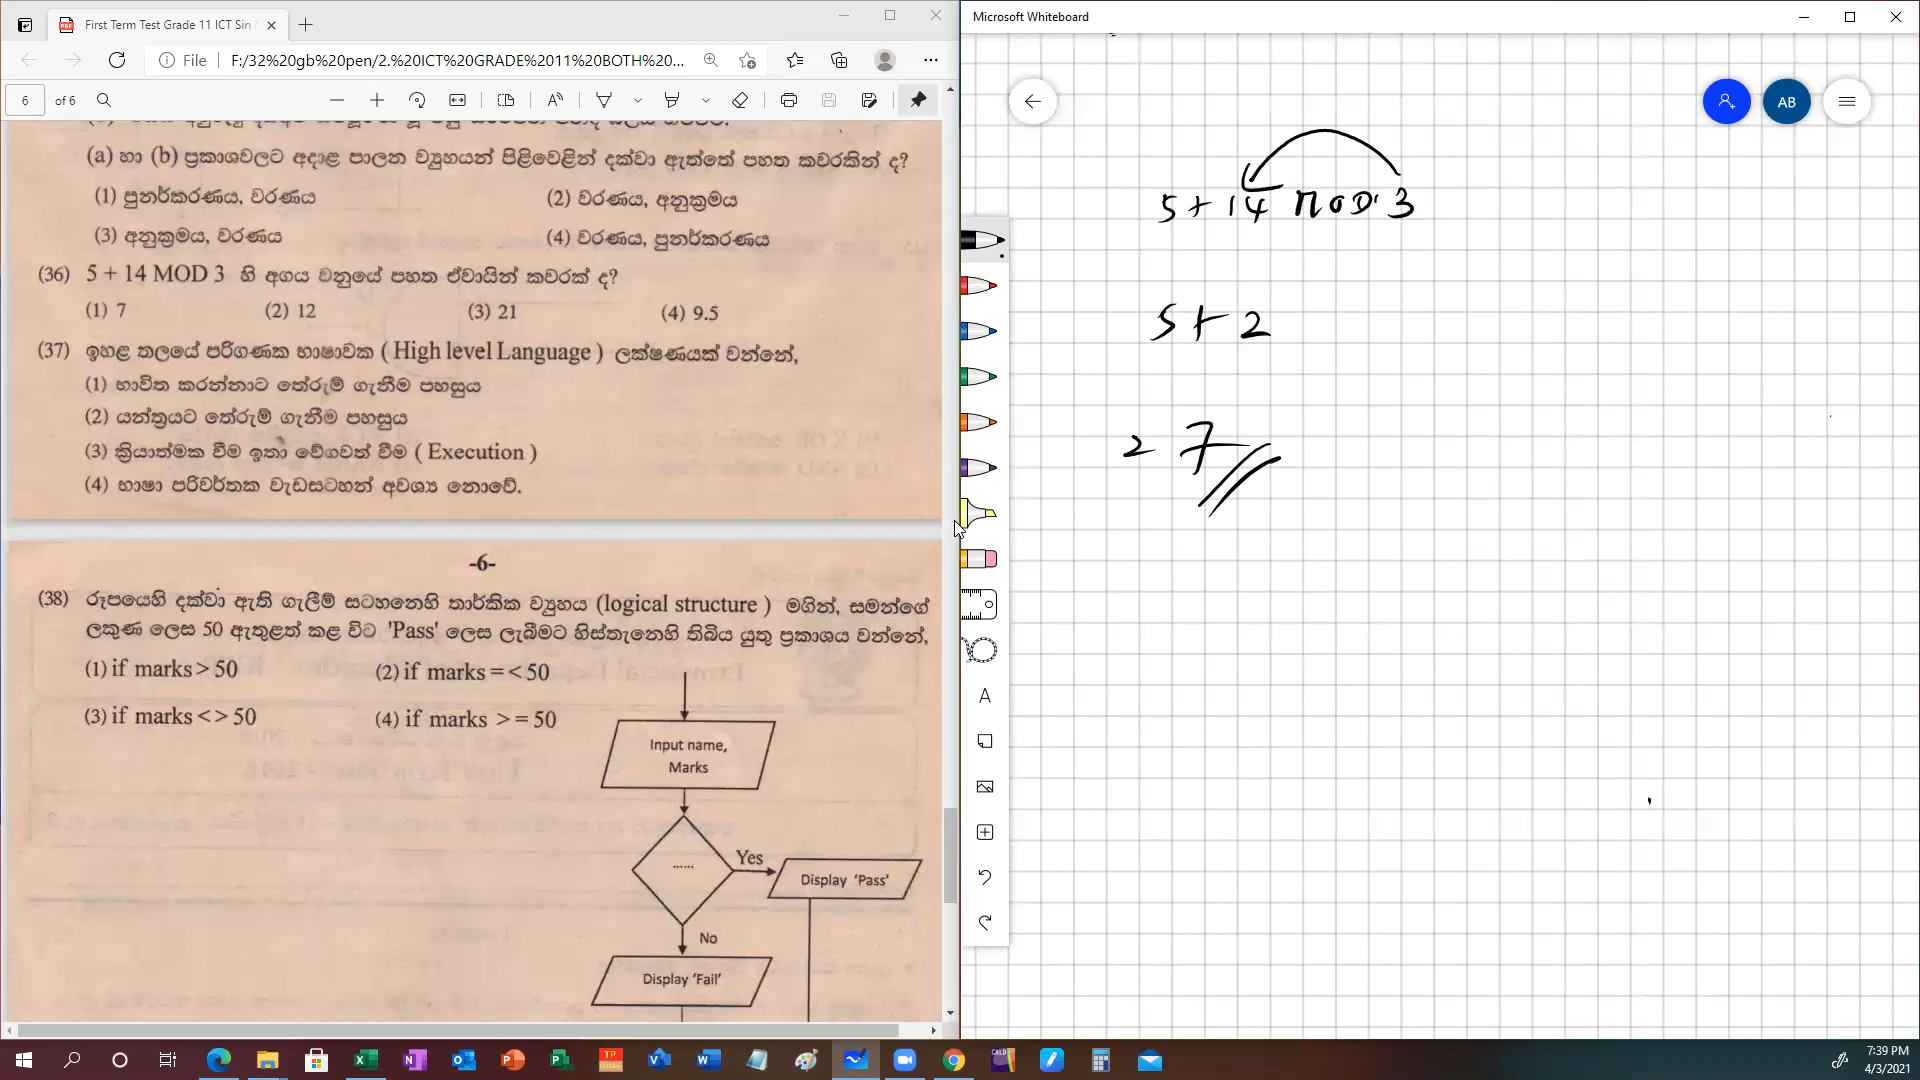 First Term Test Grade 11 ICT Sin
File
F:/32%20gb%20pen/2.%20ICT%20GRADE%2011%20BOTH%20...
6 of 6
(a) හා (b) ප්‍රකාශවලට අදාළ පාලන ව්‍යුහයන් පිළිවෙළින් දක්වා ඇත්තේ පහත කවරකින් ද?
(1) පුනර්කරණය, වරණය (2) වරණය, අනුක්‍රමය
(3) අනුක්‍රමය, වරණය (4) වරණය, පුනර්කරණය
(36) 5 + 14 MOD 3 හි අගය වනුයේ පහත ඒවායින් කවරක් ද?
(1) 7 (2) 12 (3) 21 (4) 9.5
(37) ඉහළ තලයේ පරිගණක භාෂාවක ( High level Language ) ලක්ෂණයක් වන්නේ,
(1) භාවිත කරන්නාට තේරුම් ගැනීම පහසුය
(2) යන්ත්‍රයට තේරුම් ගැනීම පහසුය
(3) ක්‍රියාත්මක වීම ඉතා වේගවත් වීම ( Execution )
(4) භාෂා පරිවර්තක වැඩසටහන් අවශ්‍ය නොවේ.
-6-
(38) රූපයෙහි දක්වා ඇති ගැලීම් සටහනෙහි තාර්කික ව්‍යුහය (logical structure ) මගින්, සමන්ගේ
ලකුණ ලෙස 50 ඇතුළත් කළ විට 'Pass' ලෙස ලැබීමට හිස්තැනෙහි තිබිය යුතු ප්‍රකාශය වන්නේ,
(1) if marks > 50 (2) if marks = < 50
(3) if marks < > 50 (4) if marks > = 50
Input name,
Marks
......
Yes
Display 'Pass'
No
Display 'Fail'
Microsoft Whiteboard
AB
5 + 14 MOD 3
5 + 2
= 7
A
7:39 PM
4/3/2021